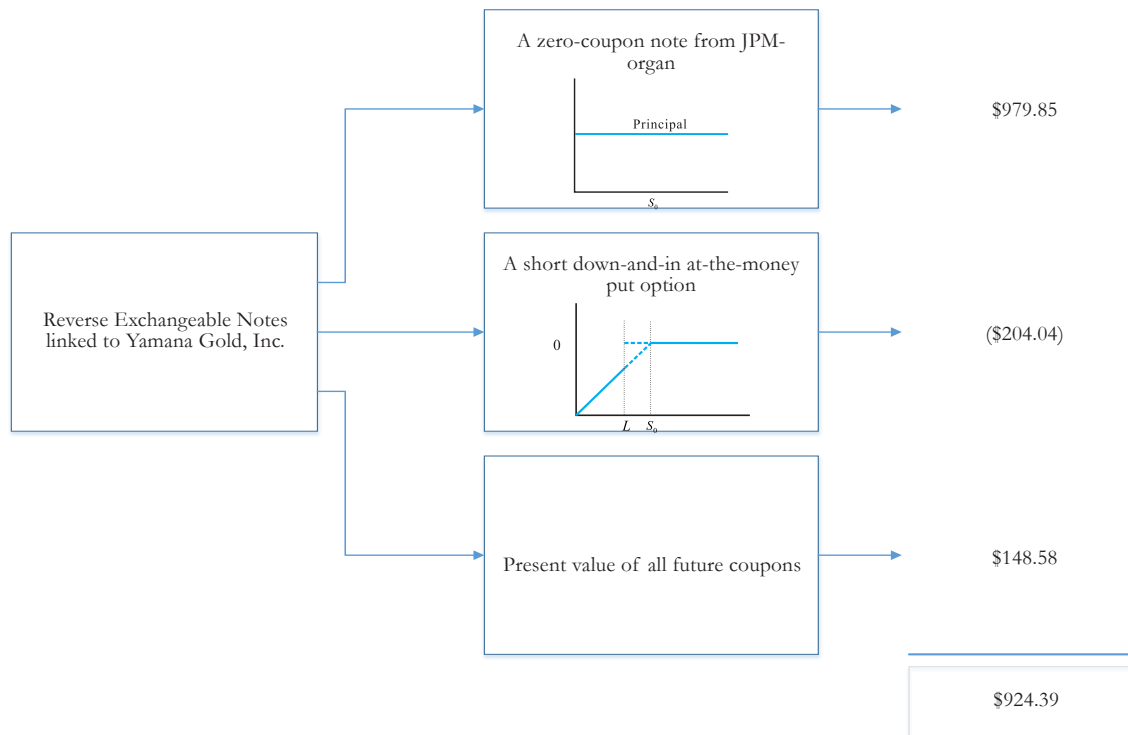 A zero-coupon note from JPM-
organ
Principal
S₀
$979.85
Reverse Exchangeable Notes
linked to Yamana Gold, Inc.
A short down-and-in at-the-money
put option
0
L S₀
($204.04)
Present value of all future coupons
$148.58
$924.39